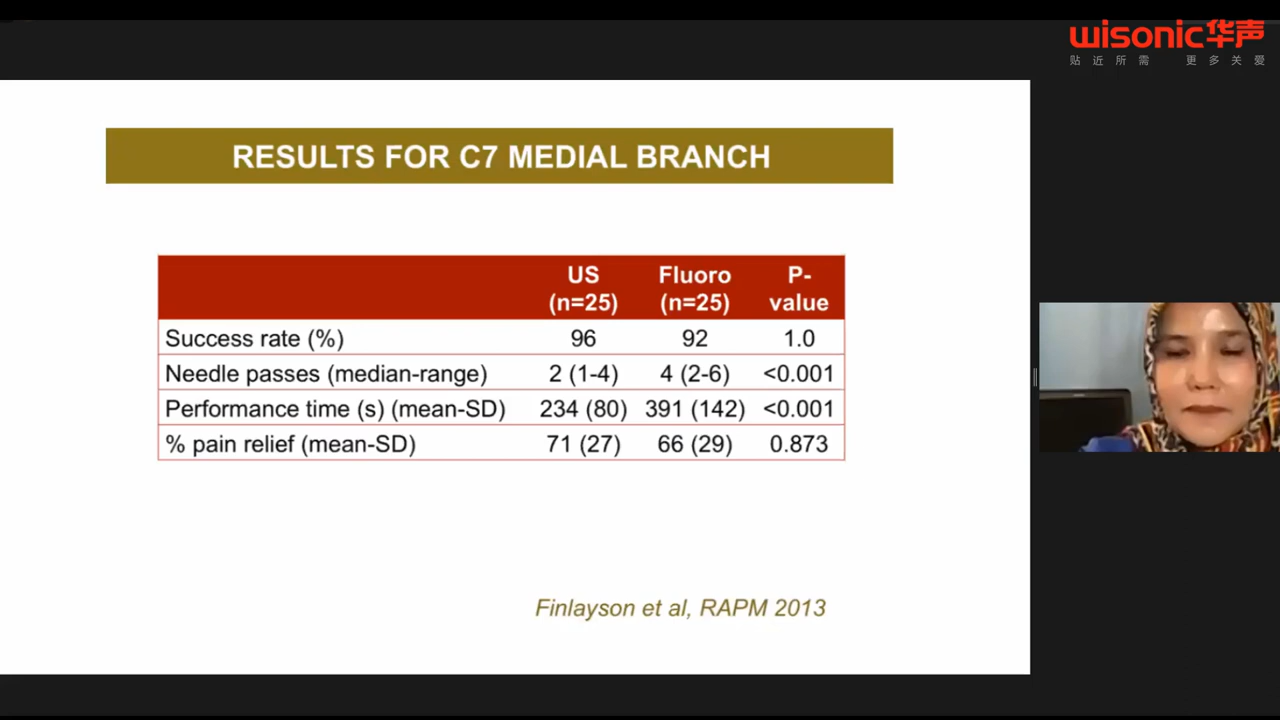 wisonic华声
贴近所需 更多关爱
RESULTS FOR C7 MEDIAL BRANCH
US (n=25) Fluoro (n=25) P-value
Success rate (%) 96 92 1.0
Needle passes (median-range) 2 (1-4) 4 (2-6) <0.001
Performance time (s) (mean-SD) 234 (80) 391 (142) <0.001
% pain relief (mean-SD) 71 (27) 66 (29) 0.873
Finlayson et al, RAPM 2013